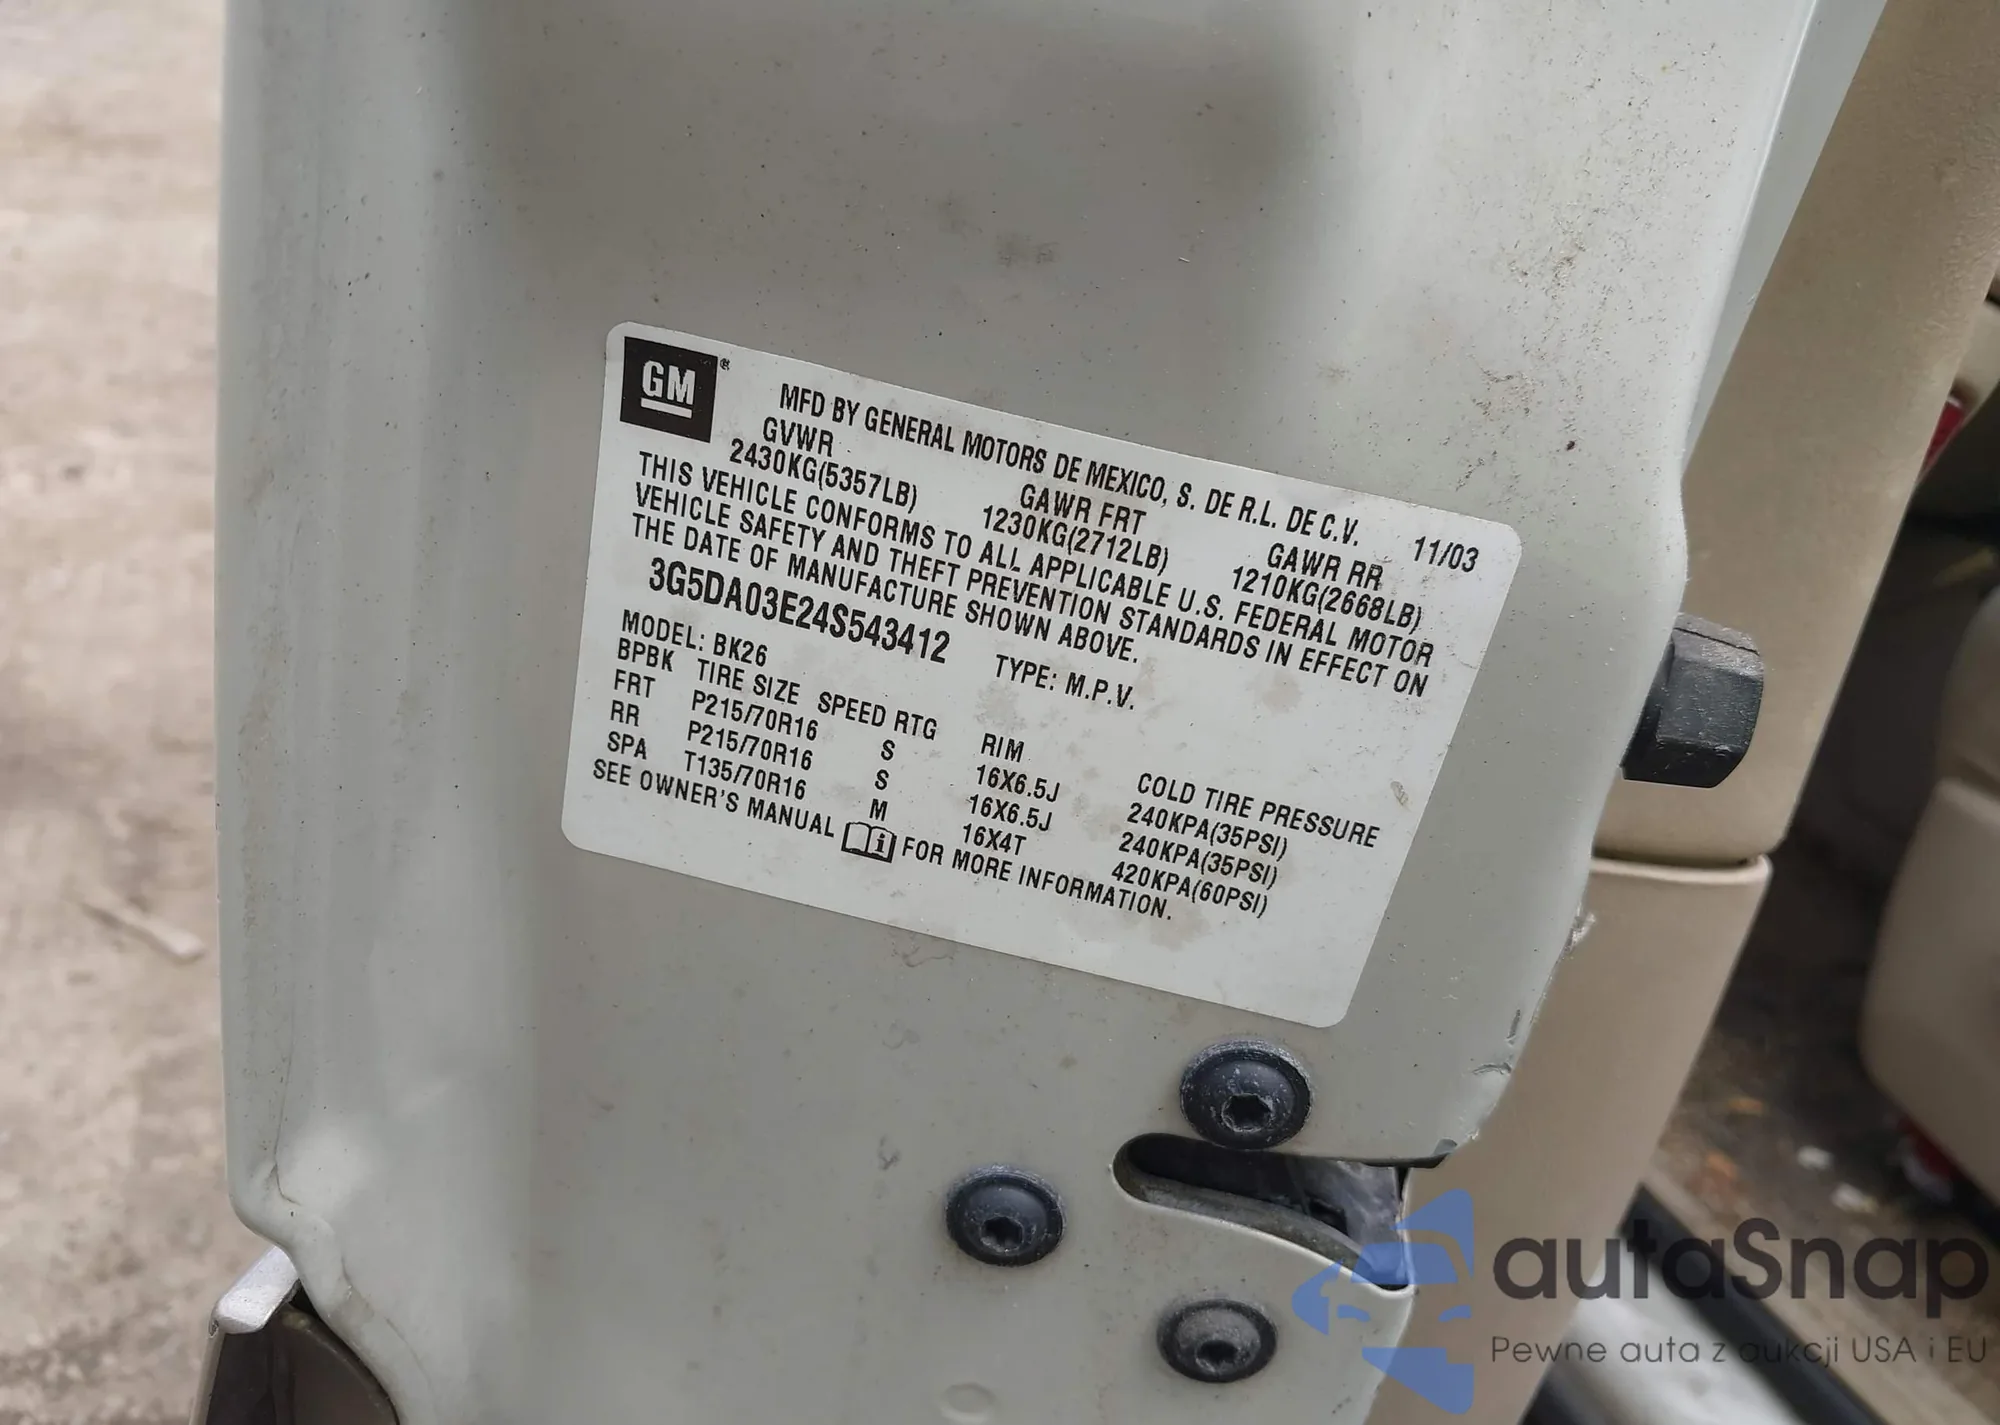 GM®
MFD BY GENERAL MOTORS DE MEXICO, S. DE R.L. DE C.V. 11/03
GVWR GAWR FRT GAWR RR
2430KG(5357LB) 1230KG(2712LB) 1210KG(2668LB)
THIS VEHICLE CONFORMS TO ALL APPLICABLE U.S. FEDERAL MOTOR
VEHICLE SAFETY AND THEFT PREVENTION STANDARDS IN EFFECT ON
THE DATE OF MANUFACTURE SHOWN ABOVE.
3G5DA03E24S543412 TYPE: M.P.V.
MODEL: BK26
BPBK TIRE SIZE SPEED RTG RIM COLD TIRE PRESSURE
FRT P215/70R16 S 16X6.5J 240KPA(35PSI)
RR P215/70R16 S 16X6.5J 240KPA(35PSI)
SPA T135/70R16 M 16X4T 420KPA(60PSI)
SEE OWNER'S MANUAL i FOR MORE INFORMATION.
autaSnap
Pewne auta z aukcji USA i EU